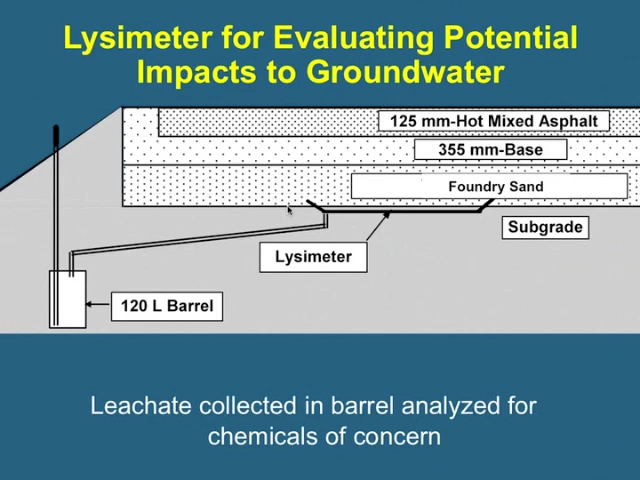 Lysimeter for Evaluating Potential
Impacts to Groundwater
125 mm-Hot Mixed Asphalt
355 mm-Base
Foundry Sand
Subgrade
Lysimeter
120 L Barrel
Leachate collected in barrel analyzed for
chemicals of concern